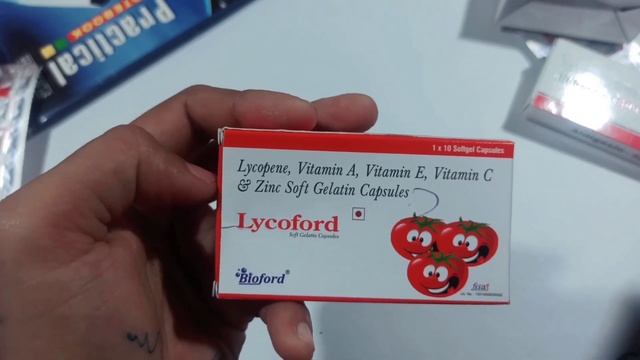 Practical
NOTEBOOK
1 x 10 Softgel Capsules
Lycopene, Vitamin A, Vitamin E, Vitamin C
& Zinc Soft Gelatin Capsules
Lycoford
Soft Gelatin Capsules
Bioford®
fssai